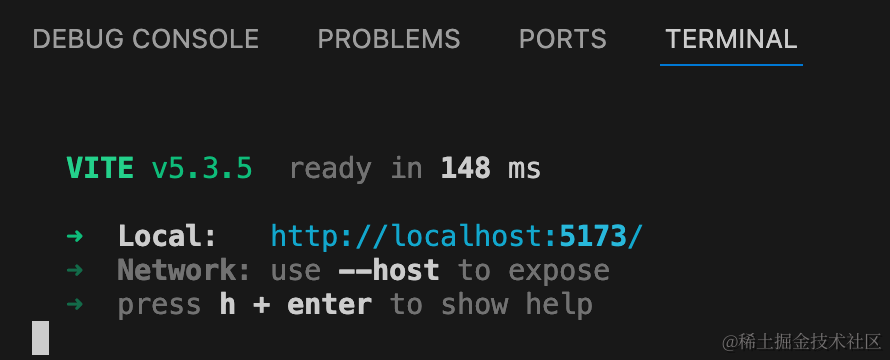 DEBUG CONSOLE PROBLEMS PORTS TERMINAL
VITE v5.3.5 ready in 148 ms
➜ Local: http://localhost:5173/
➜ Network: use --host to expose
➜ press h + enter to show help
@稀土掘金技术社区